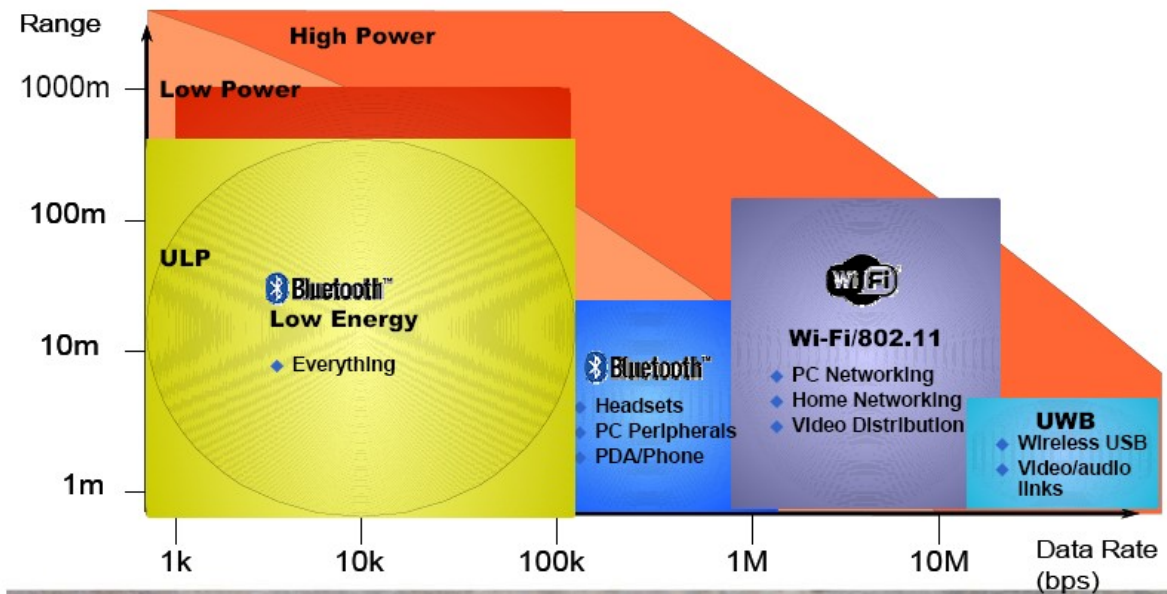 Range
High Power
1000m
Low Power
100m
ULP
Bluetooth™
Low Energy
Everything
10m
Bluetooth™
Headsets
PC Peripherals
PDA/Phone
Wi Fi
Wi-Fi/802.11
PC Networking
Home Networking
Video Distribution
UWB
Wireless USB
Video/audio
links
1m
1k
10k
100k
1M
10M
Data Rate
(bps)